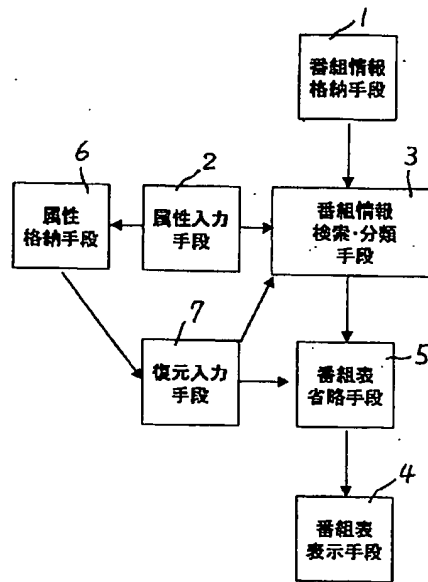 1
番組情報
格納手段
6
属性
格納手段
2
属性入力
手段
3
番組情報
検索・分類
手段
7
復元入力
手段
5
番組表
省略手段
4
番組表
表示手段